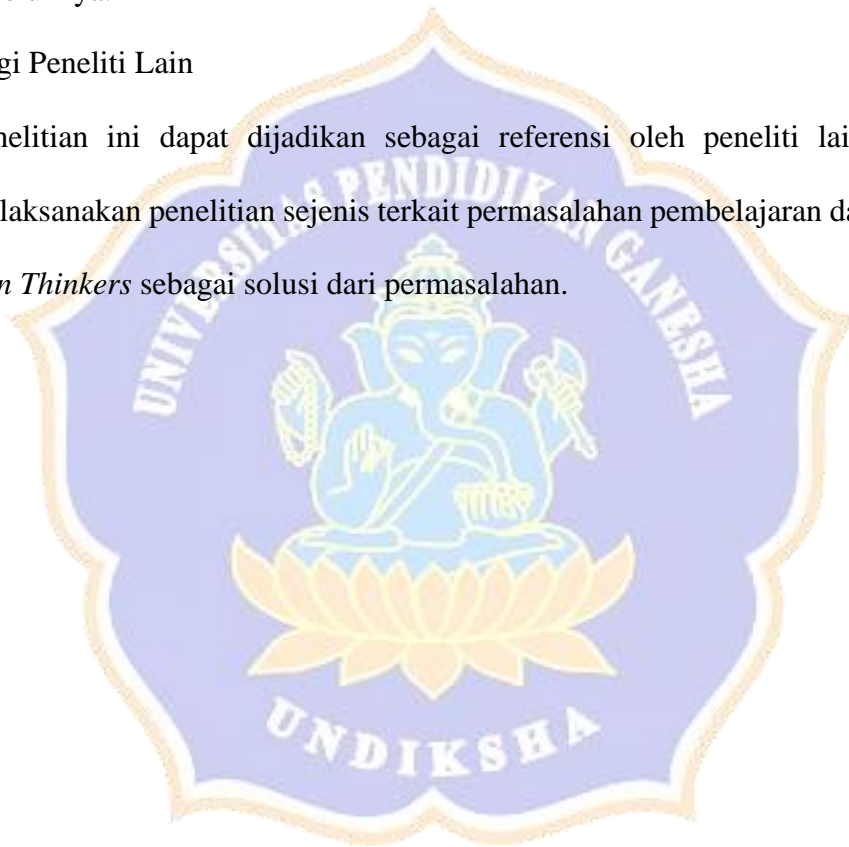 gi Peneliti Lain
nelitian ini dapat dijadikan sebagai referensi oleh peneliti lai
laksanakan penelitian sejenis terkait permasalahan pembelajaran da
n Thinkers sebagai solusi dari permasalahan.
UNIVERSITAS PENDIDIKAN GANESHA
UNDIKSHA